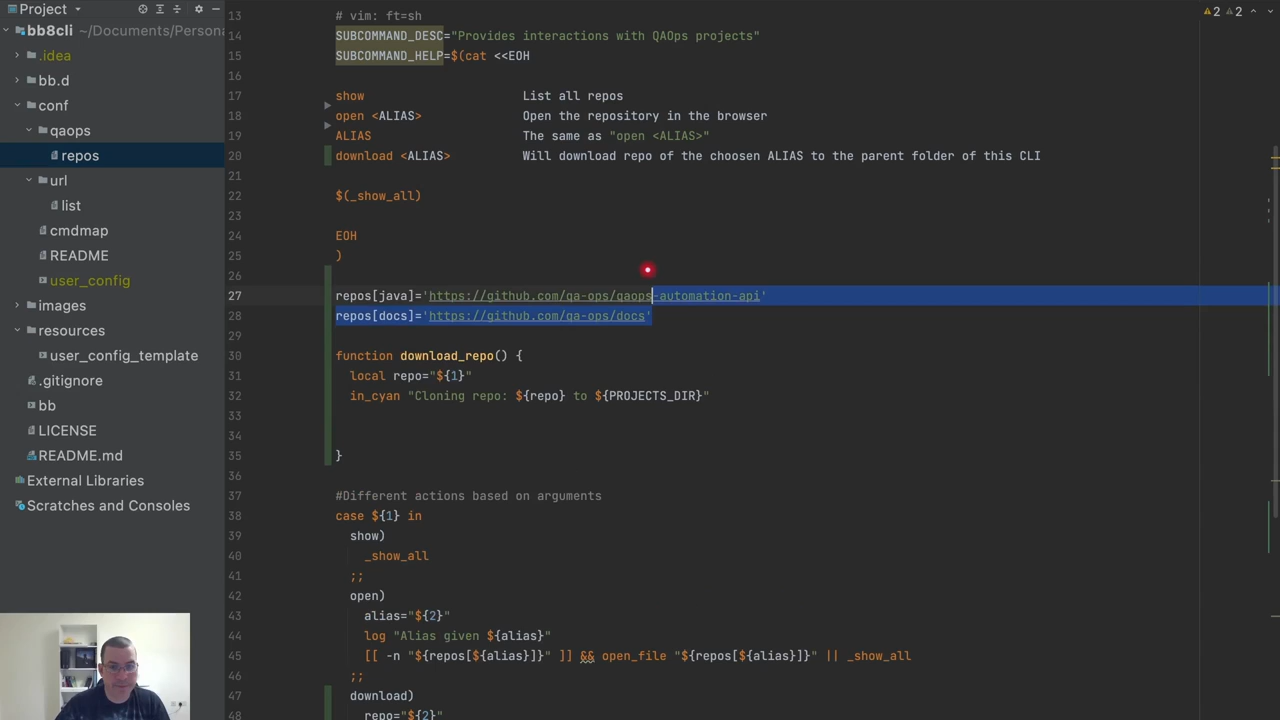 Project
bb8cli ~/Documents/Persona
.idea
bb.d
conf
qaops
repos
url
list
cmdmap
README
user_config
images
resources
user_config_template
.gitignore
bb
LICENSE
README.md
External Libraries
Scratches and Consoles
2 2
13 # vim: ft=sh
14 SUBCOMMAND_DESC="Provides interactions with QAOps projects"
15 SUBCOMMAND_HELP=$(cat <<EOH
16
17 show List all repos
18 open <ALIAS> Open the repository in the browser
19 ALIAS The same as "open <ALIAS>"
20 download <ALIAS> Will download repo of the choosen ALIAS to the parent folder of this CLI
21
22 $(_show_all)
23
24 EOH
25 )
26
27 repos[java]='https://github.com/qa-ops/qaops-automation-api'
28 repos[docs]='https://github.com/qa-ops/docs'
29
30 function download_repo() {
31 local repo="${1}"
32 in_cyan "Cloning repo: ${repo} to ${PROJECTS_DIR}"
33
34
35 }
36
37 #Different actions based on arguments
38 case ${1} in
39 show)
40 _show_all
41 ;;
42 open)
43 alias="${2}"
44 log "Alias given ${alias}"
45 [[ -n "${repos[${alias}]}" ]] && open_file "${repos[${alias}]}" || _show_all
46 ;;
47 download)
48 repo="${2}"